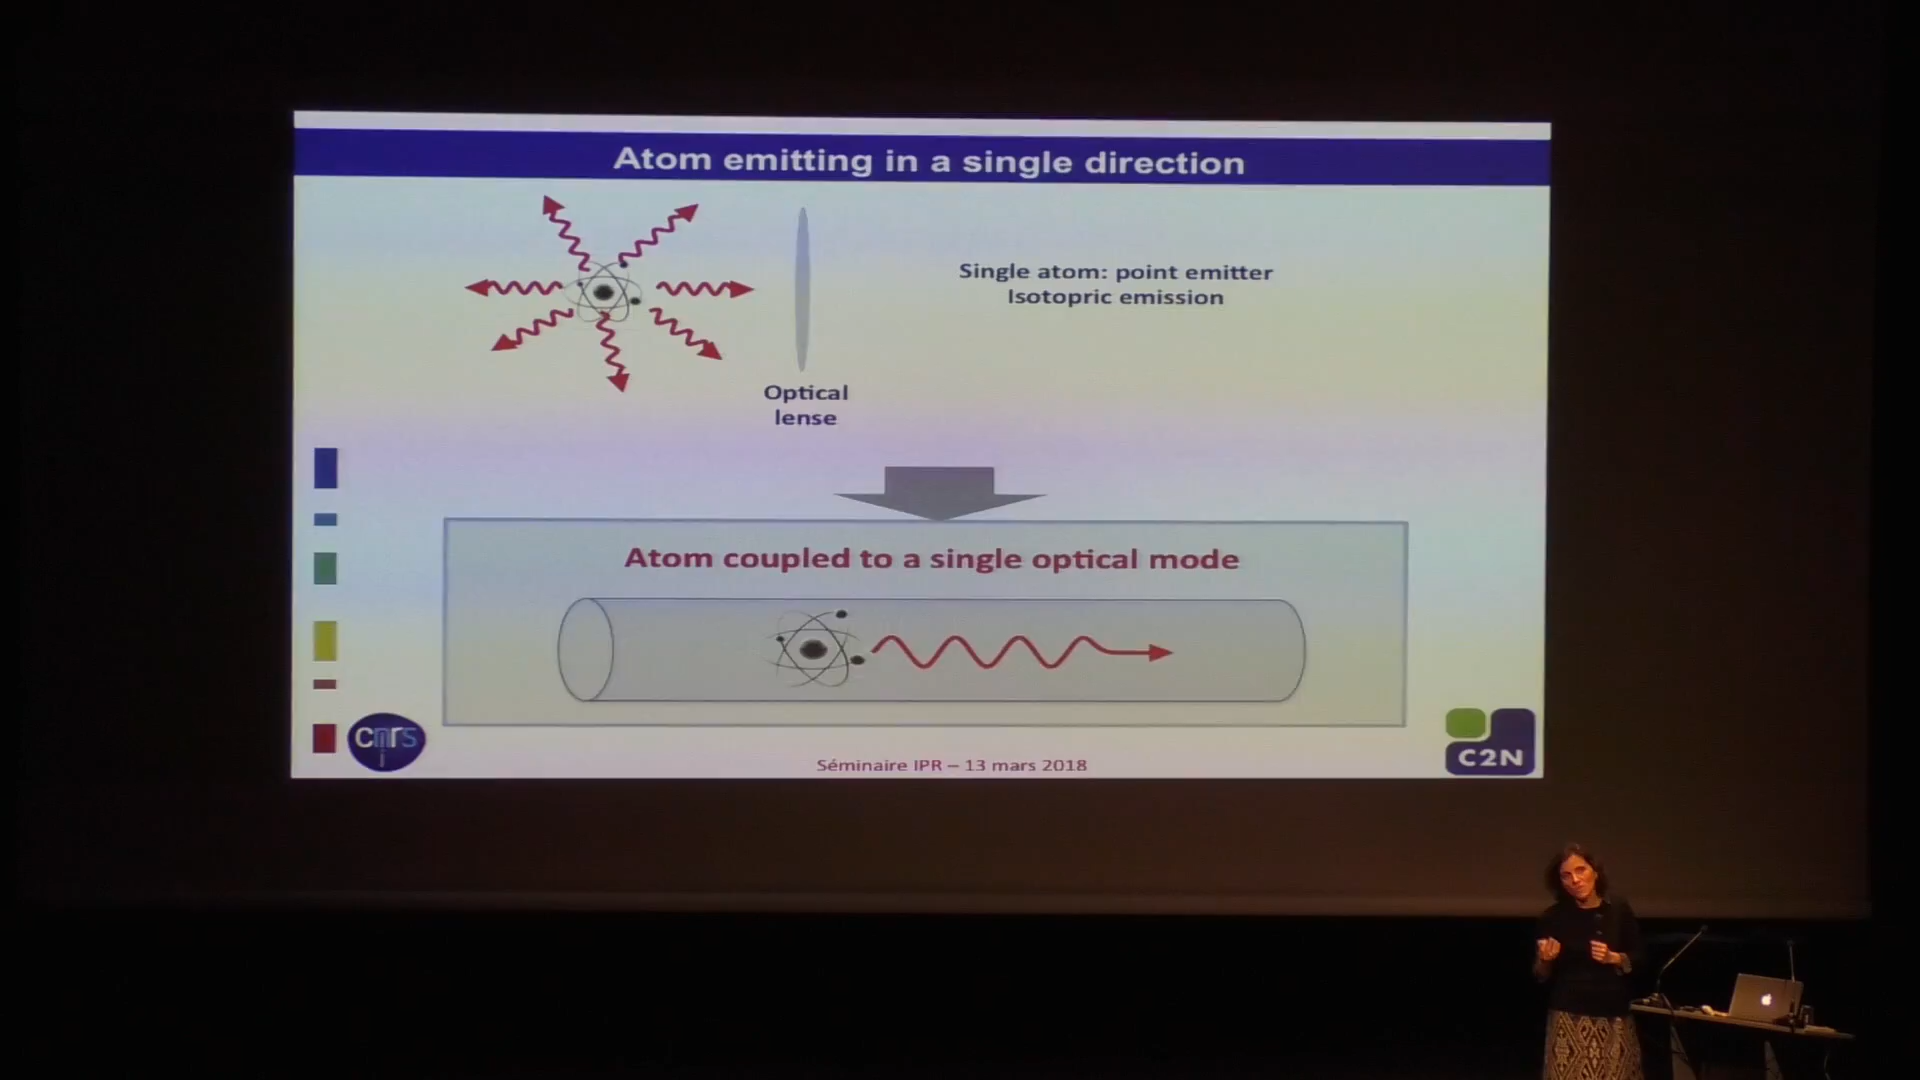 Atom emitting in a single direction
Single atom: point emitter
Isotopric emission
Optical
lense
Atom coupled to a single optical mode
cnrs
Séminaire IPR – 13 mars 2018
C2N